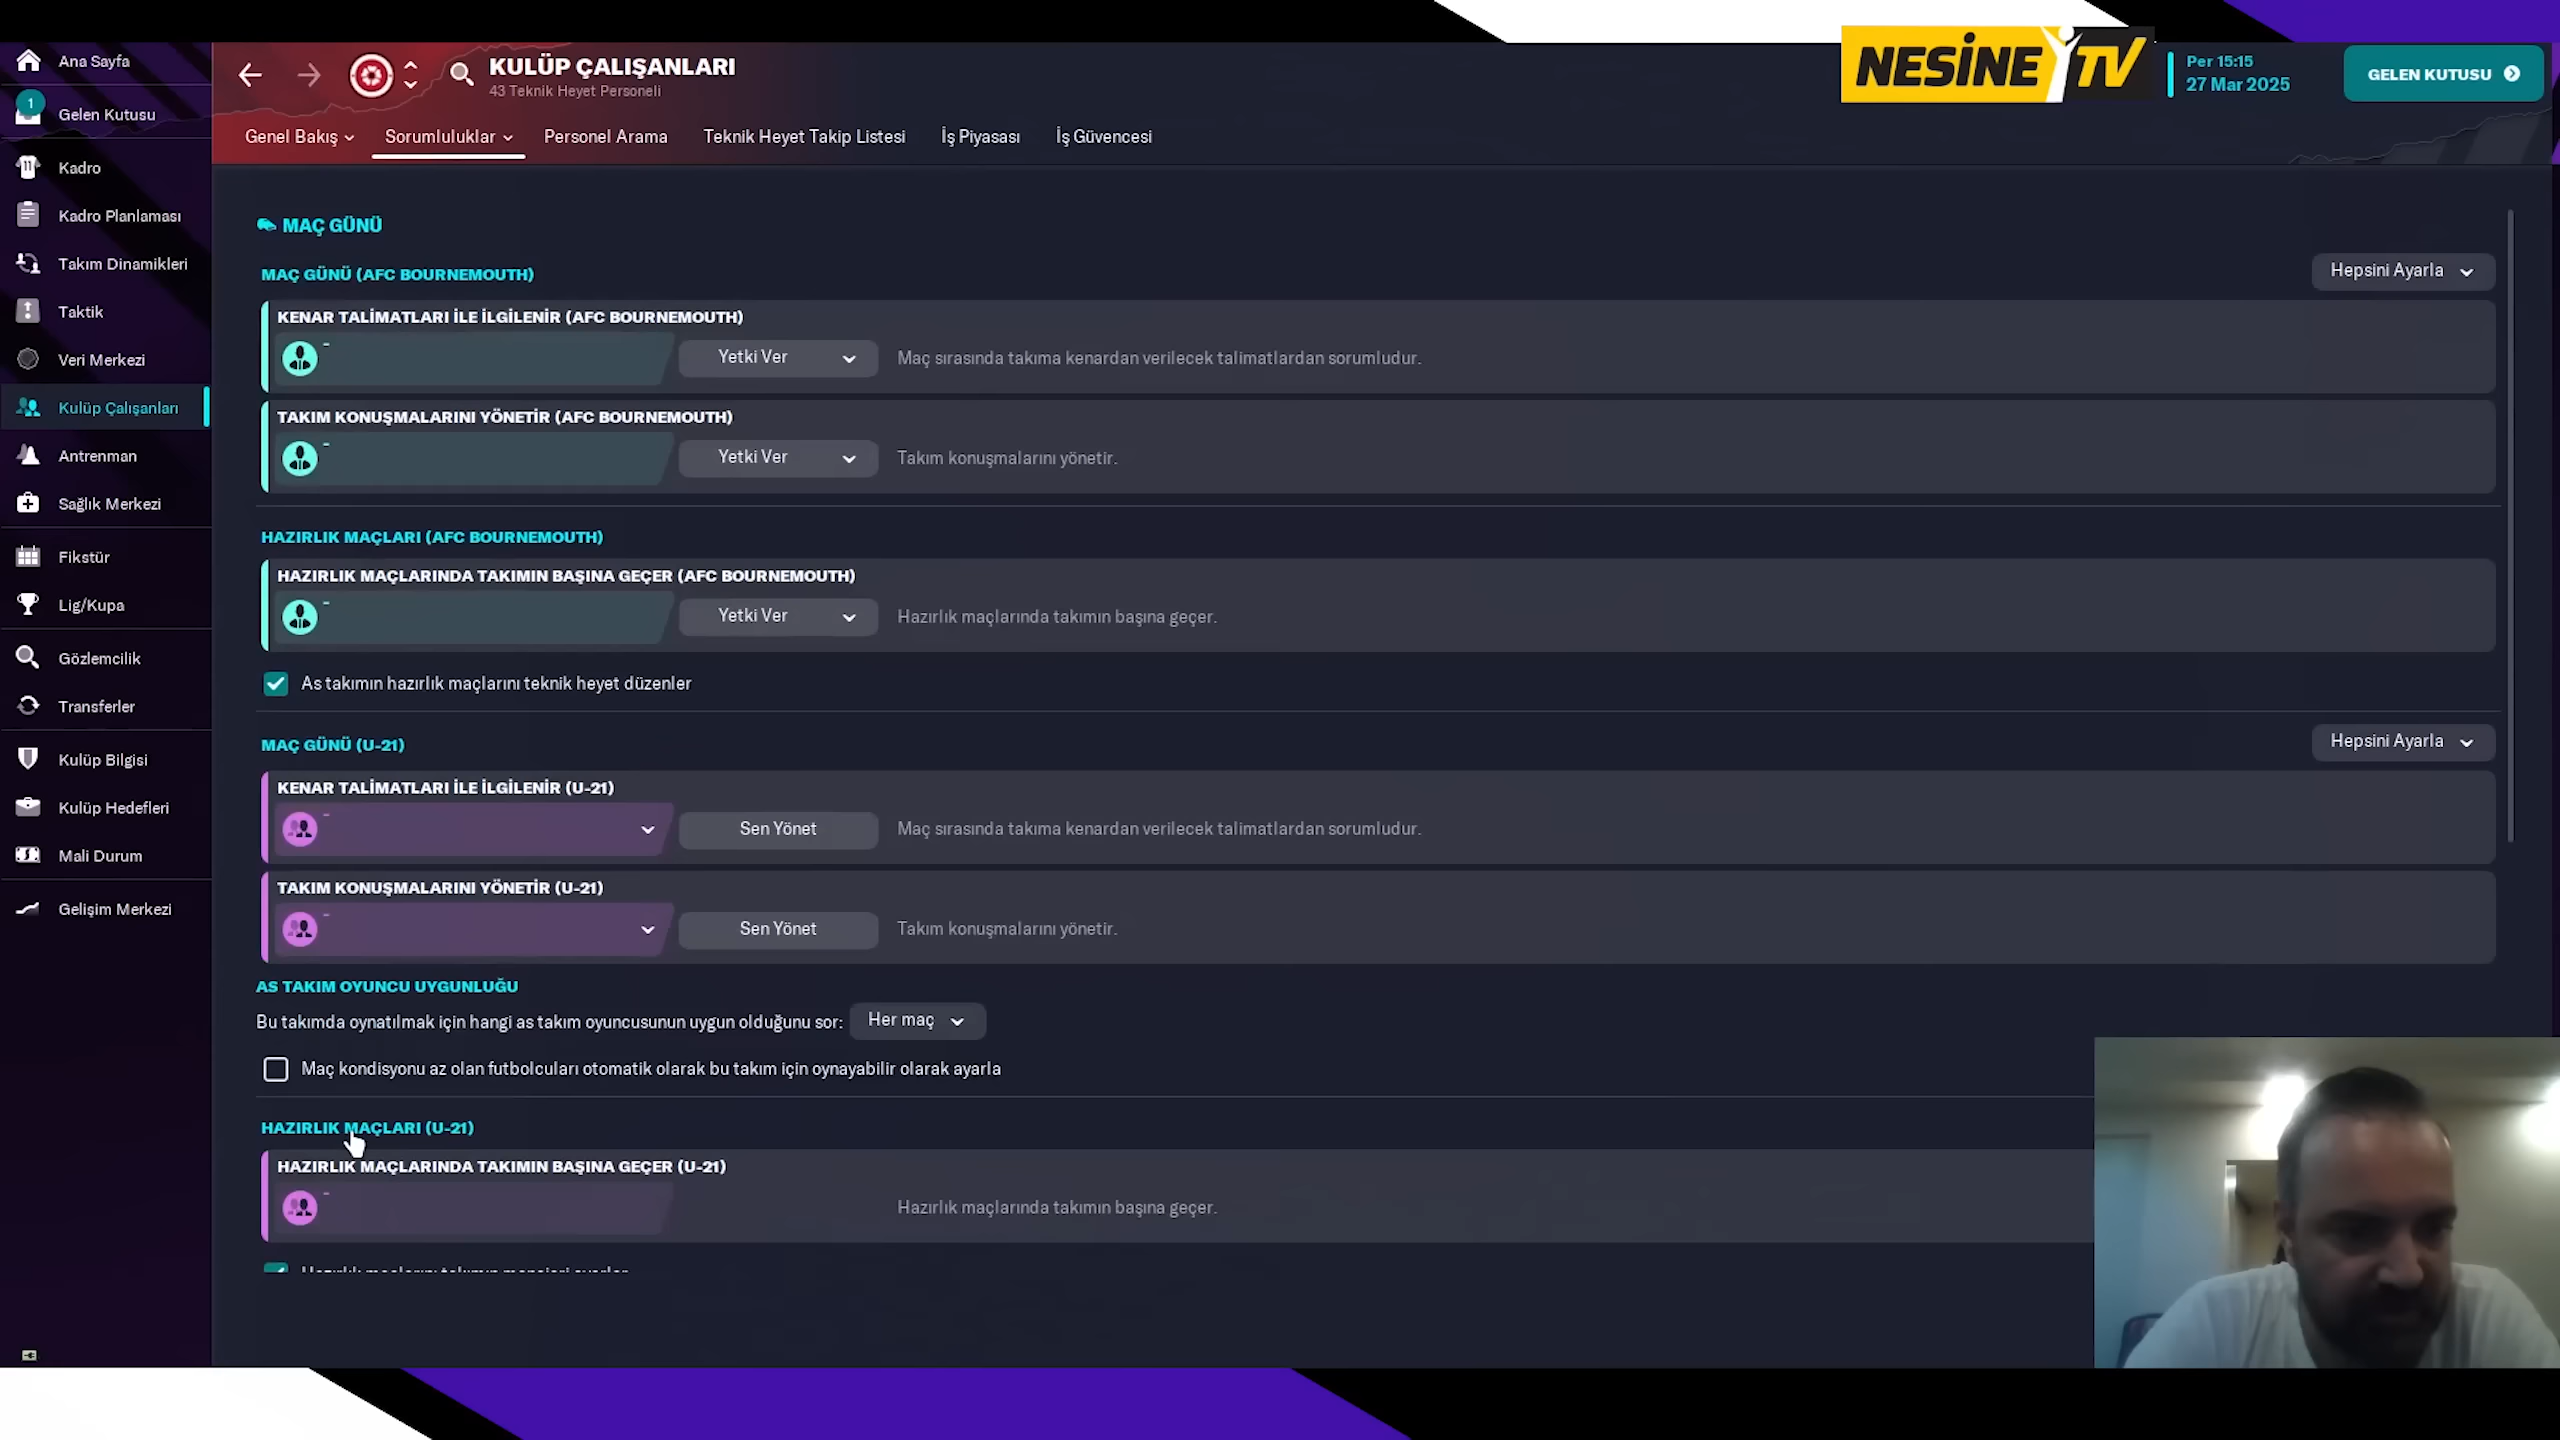 NESİNE TV
Per 15:15
27 Mar 2025
GELEN KUTUSU
KULÜP ÇALIŞANLARI
43 Teknik Heyet Personeli
Genel Bakış
Sorumluluklar
Personel Arama
Teknik Heyet Takip Listesi
İş Piyasası
İş Güvencesi
Ana Sayfa
1
Gelen Kutusu
Kadro
Kadro Planlaması
Takım Dinamikleri
Taktik
Veri Merkezi
Kulüp Çalışanları
Antrenman
Sağlık Merkezi
Fikstür
Lig/Kupa
Gözlemcilik
Transferler
Kulüp Bilgisi
Kulüp Hedefleri
Mali Durum
Gelişim Merkezi
MAÇ GÜNÜ
MAÇ GÜNÜ (AFC BOURNEMOUTH)
Hepsini Ayarla
KENAR TALİMATLARI İLE İLGİLENİR (AFC BOURNEMOUTH)
-
Yetki Ver
Maç sırasında takıma kenardan verilecek talimatlardan sorumludur.
TAKIM KONUŞMALARINI YÖNETİR (AFC BOURNEMOUTH)
-
Yetki Ver
Takım konuşmalarını yönetir.
HAZIRLIK MAÇLARI (AFC BOURNEMOUTH)
HAZIRLIK MAÇLARINDA TAKIMIN BAŞINA GEÇER (AFC BOURNEMOUTH)
-
Yetki Ver
Hazırlık maçlarında takımın başına geçer.
As takımın hazırlık maçlarını teknik heyet düzenler
MAÇ GÜNÜ (U-21)
Hepsini Ayarla
KENAR TALİMATLARI İLE İLGİLENİR (U-21)
-
Sen Yönet
Maç sırasında takıma kenardan verilecek talimatlardan sorumludur.
TAKIM KONUŞMALARINI YÖNETİR (U-21)
-
Sen Yönet
Takım konuşmalarını yönetir.
AS TAKIM OYUNCU UYGUNLUĞU
Bu takımda oynatılmak için hangi as takım oyuncusunun uygun olduğunu sor: Her maç
Maç kondisyonu az olan futbolcuları otomatik olarak bu takım için oynayabilir olarak ayarla
HAZIRLIK MAÇLARI (U-21)
HAZIRLIK MAÇLARINDA TAKIMIN BAŞINA GEÇER (U-21)
-
Hazırlık maçlarında takımın başına geçer.